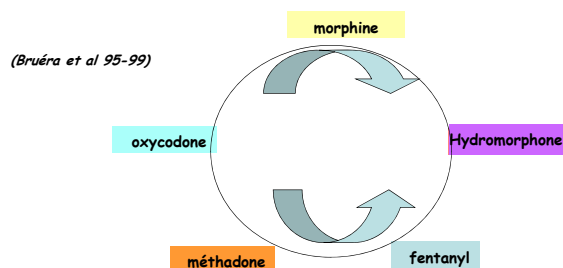 morphine
(Bruéra et al 95-99)
oxycodone
Hydromorphone
méthadone
fentanyl